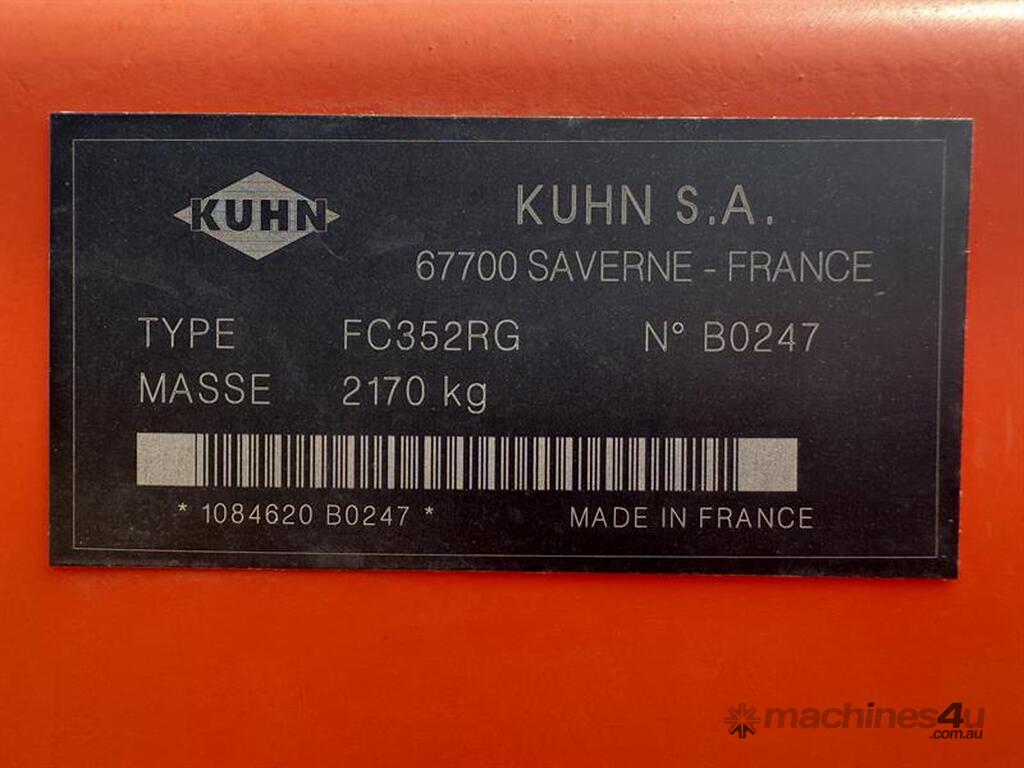 KUHN
KUHN S.A.
67700 SAVERNE - FRANCE
TYPE FC352RG N° B0247
MASSE 2170 kg
* 1084620 B0247 * MADE IN FRANCE
machines4u
.com.au